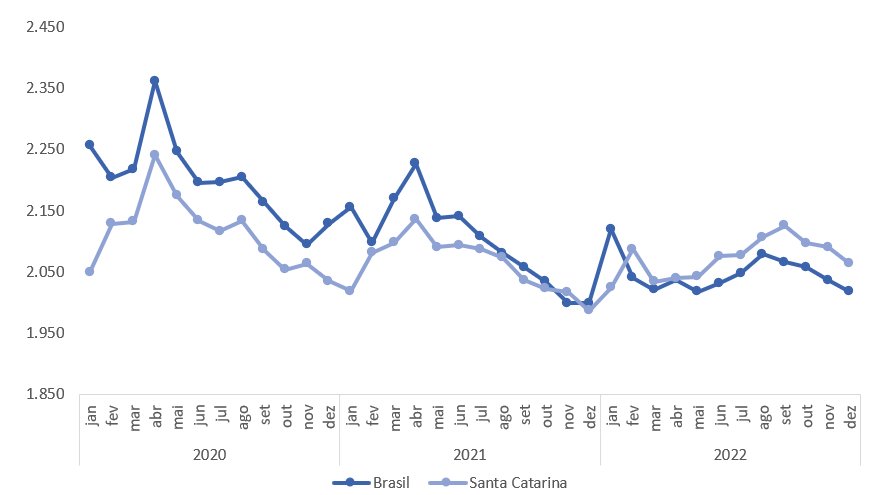 2.450
2.350
2.250
2.150
2.050
1.950
1.850
jan fev mar abr mai jun jul ago set out nov dez jan fev mar abr mai jun jul ago set out nov dez jan fev mar abr mai jun jul ago set out nov dez
2020 2021 2022
Brasil Santa Catarina